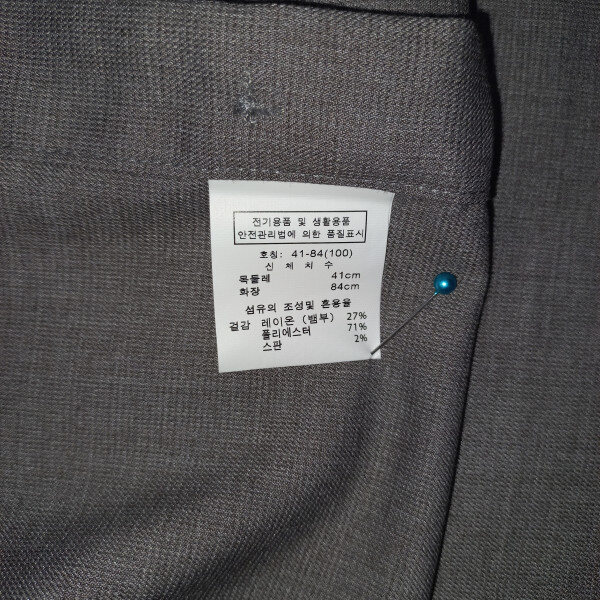 전기용품 및 생활용품
안전관리법에 의한 품질표시
호칭: 41-84(100)
신 체 치 수
목둘레 41cm
화장 84cm
섬유의 조성및 혼용율
겉감 레이온 (뱀부) 27%
폴리에스터 71%
스판 2%